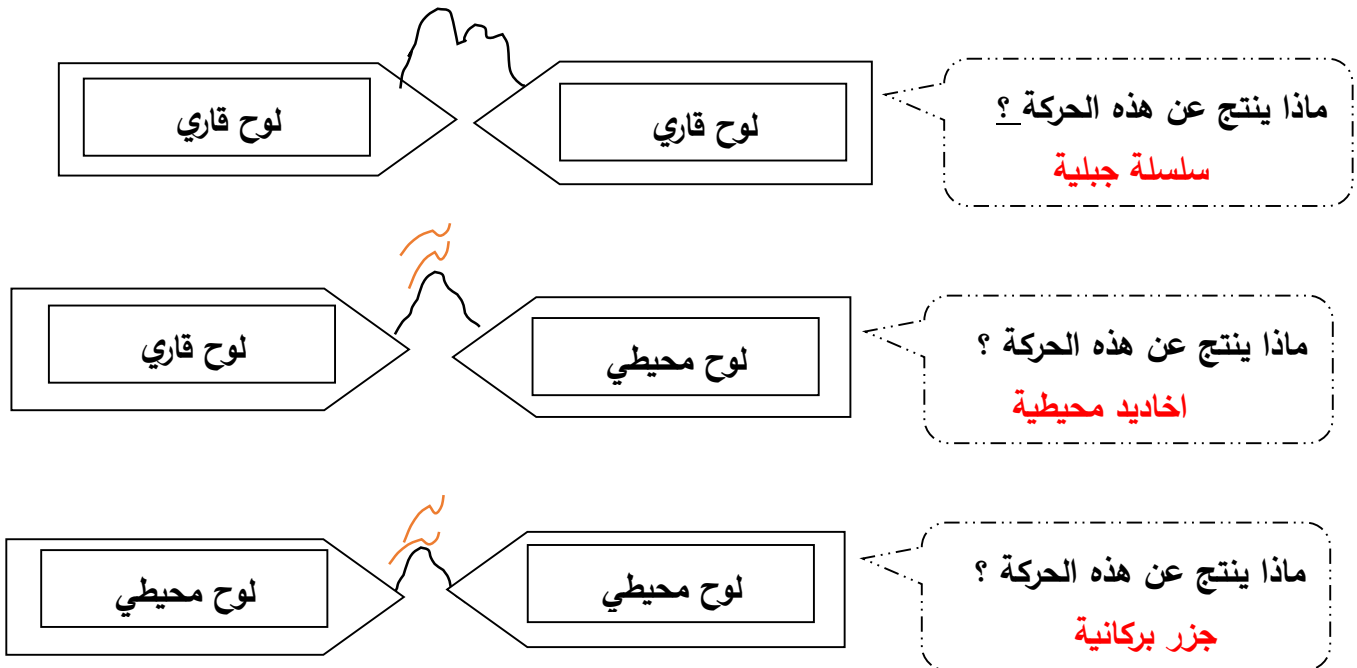 لوح قاري
لوح قاري
ماذا ينتج عن هذه الحركة ؟
سلسلة جبلية
لوح محيطي
لوح قاري
ماذا ينتج عن هذه الحركة ؟
اخاديد محيطية
لوح محيطي
لوح محيطي
ماذا ينتج عن هذه الحركة ؟
جزر بركانية